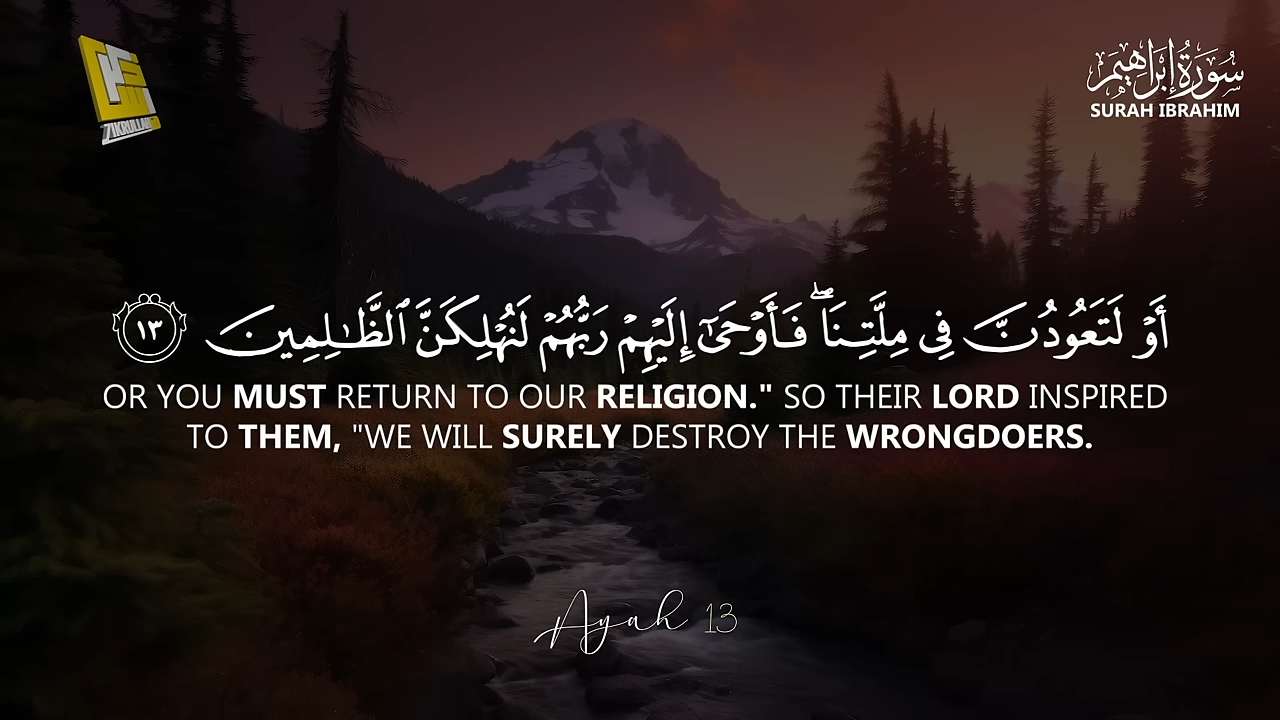 ZIKRULLAH
سُورَةُ إِبْرَاهِيمَ
SURAH IBRAHIM
أَوْ لَتَعُودُنَّ فِى مِلَّتِنَا ۖ فَأَوْحَىٰٓ إِلَيْهِمْ رَبُّهُمْ لَنُهْلِكَنَّ ٱلظَّـٰلِمِينَ ١٣
OR YOU MUST RETURN TO OUR RELIGION." SO THEIR LORD INSPIRED
TO THEM, "WE WILL SURELY DESTROY THE WRONGDOERS.
Ayah 13